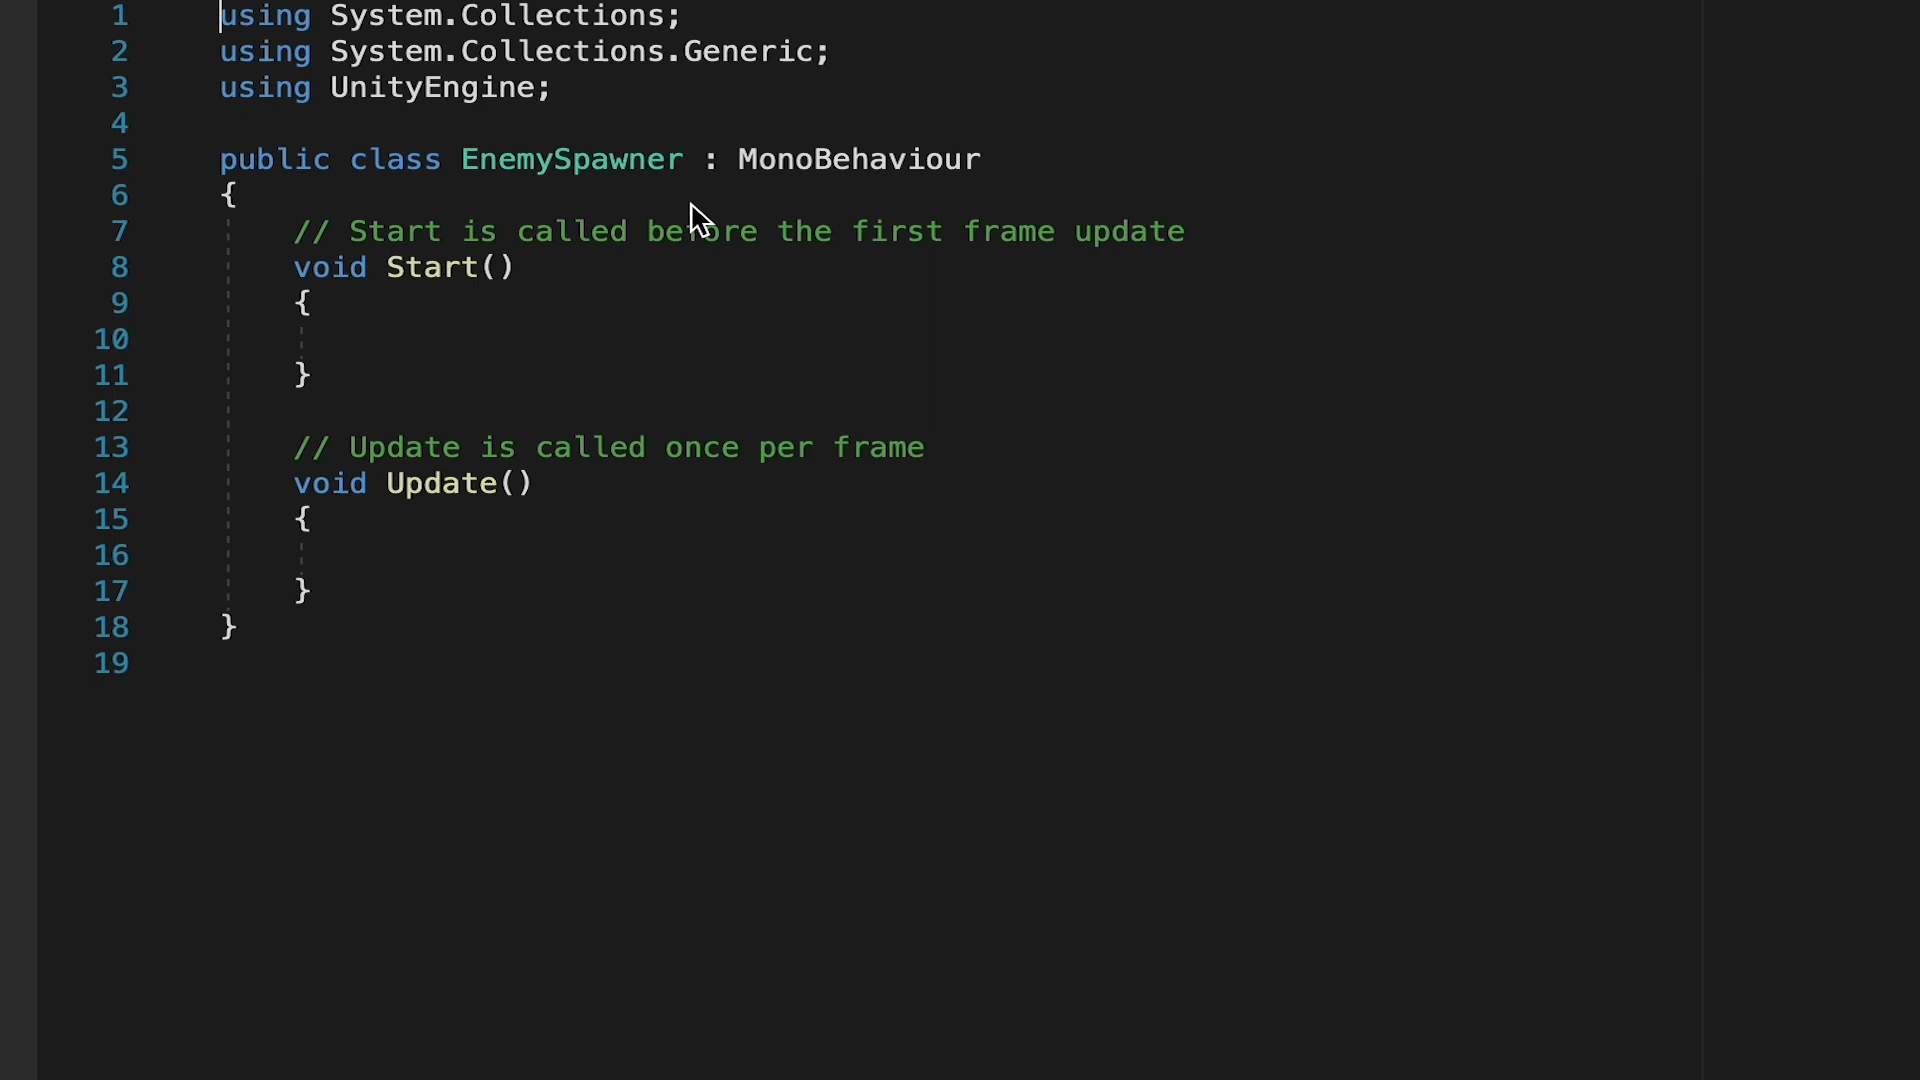 1 using System.Collections;
2 using System.Collections.Generic;
3 using UnityEngine;
4
5 public class EnemySpawner : MonoBehaviour
6 {
7 // Start is called before the first frame update
8 void Start()
9 {
10
11 }
12
13 // Update is called once per frame
14 void Update()
15 {
16
17 }
18 }
19